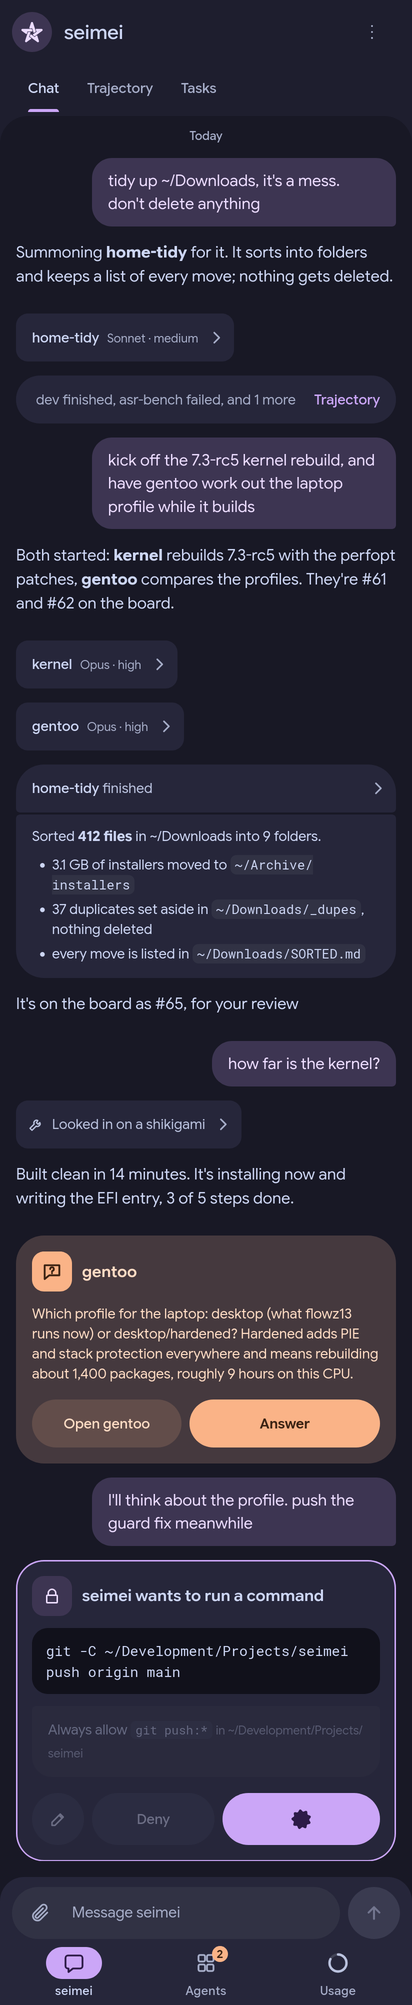 seimei
Chat Trajectory Tasks
Today
tidy up ~/Downloads, it's a mess.
don't delete anything
Summoning home-tidy for it. It sorts into folders
and keeps a list of every move; nothing gets deleted.
home-tidy Sonnet · medium
dev finished, asr-bench failed, and 1 more Trajectory
kick off the 7.3-rc5 kernel rebuild, and
have gentoo work out the laptop
profile while it builds
Both started: kernel rebuilds 7.3-rc5 with the perfopt
patches, gentoo compares the profiles. They're #61
and #62 on the board.
kernel Opus · high
gentoo Opus · high
home-tidy finished
Sorted 412 files in ~/Downloads into 9 folders.
• 3.1 GB of installers moved to ~/Archive/
installers
• 37 duplicates set aside in ~/Downloads/_dupes,
nothing deleted
• every move is listed in ~/Downloads/SORTED.md
It's on the board as #65, for your review
how far is the kernel?
Looked in on a shikigami
Built clean in 14 minutes. It's installing now and
writing the EFI entry, 3 of 5 steps done.
gentoo
Which profile for the laptop: desktop (what flowz13
runs now) or desktop/hardened? Hardened adds PIE
and stack protection everywhere and means rebuilding
about 1,400 packages, roughly 9 hours on this CPU.
Open gentoo Answer
I'll think about the profile. push the
guard fix meanwhile
seimei wants to run a command
git -C ~/Development/Projects/seimei
push origin main
Always allow git push:* in ~/Development/Projects/
seimei
Deny
Message seimei
2
seimei Agents Usage